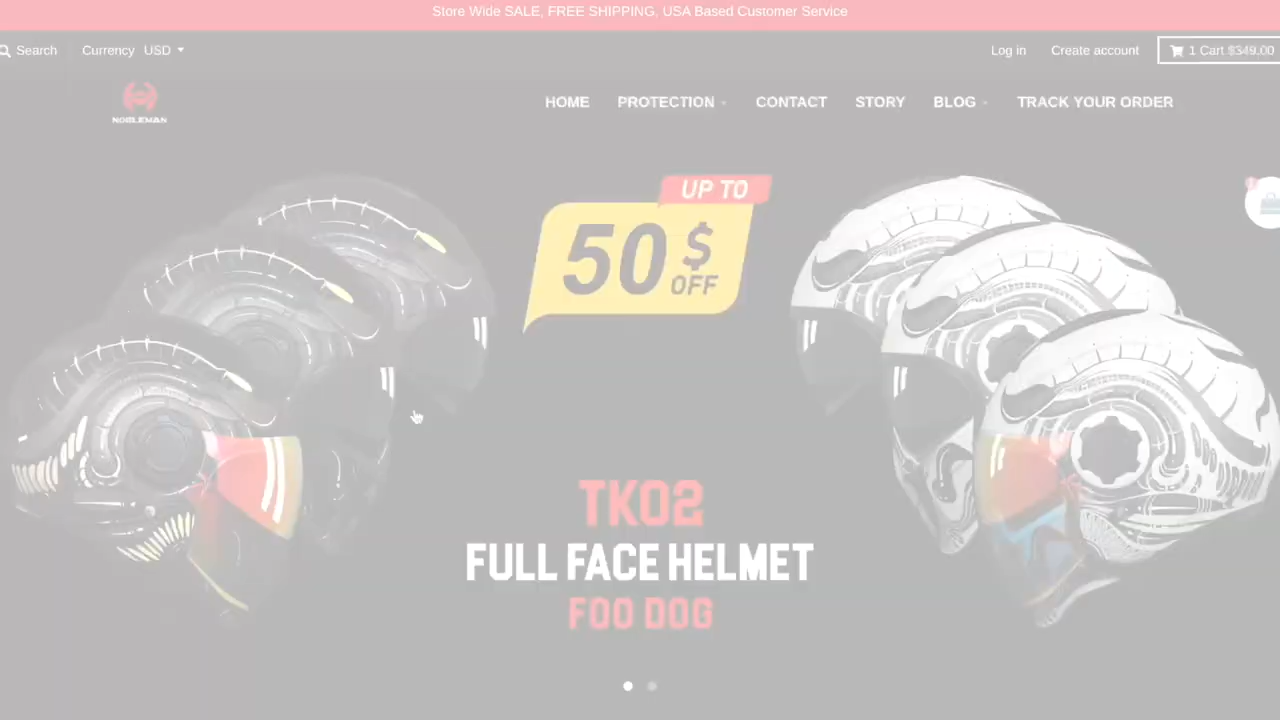 Store Wide SALE, FREE SHIPPING, USA Based Customer Service
Search Currency USD Log in Create account 1 Cart $349.00
NOBLEMAN
HOME PROTECTION CONTACT STORY BLOG TRACK YOUR ORDER
UP TO
50 $ OFF
1
TK02
FULL FACE HELMET
FOO DOG